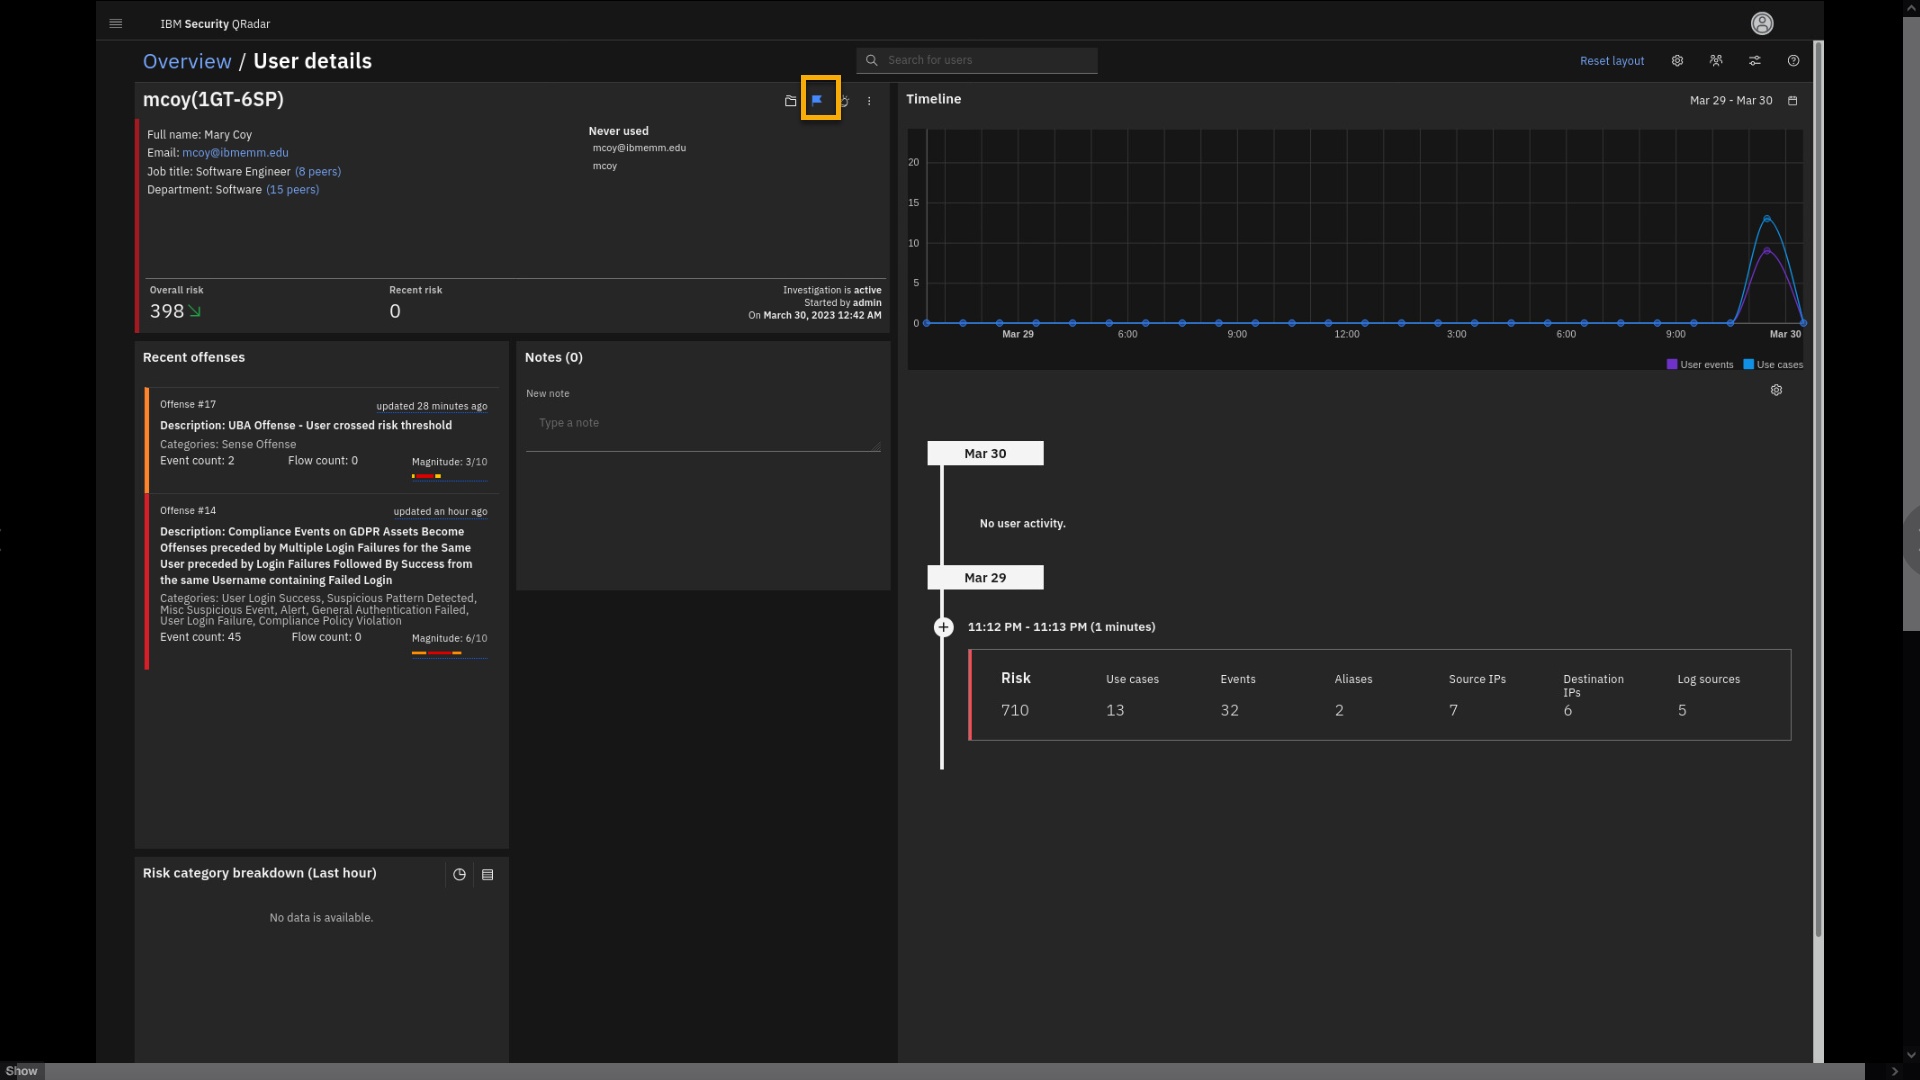 IBM Security QRadar
Overview / User details
Search for users
Reset layout
mcoy(1GT-6SP)
Full name: Mary Coy
Email: mcoy@ibmemm.edu
Job title: Software Engineer (8 peers)
Department: Software (15 peers)
Never used
mcoy@ibmemm.edu
mcoy
Overall risk
398
Recent risk
0
Investigation is active
Started by admin
On March 30, 2023 12:42 AM
Timeline
Mar 29 - Mar 30
20
15
10
5
0
Mar 29
6:00
9:00
12:00
3:00
6:00
9:00
Mar 30
User events
Use cases
Recent offenses
Offense #17
updated 28 minutes ago
Description: UBA Offense - User crossed risk threshold
Categories: Sense Offense
Event count: 2
Flow count: 0
Magnitude: 3/10
Offense #14
updated an hour ago
Description: Compliance Events on GDPR Assets Become
Offenses preceded by Multiple Login Failures for the Same
User preceded by Login Failures Followed By Success from
the same Username containing Failed Login
Categories: User Login Success, Suspicious Pattern Detected,
Misc Suspicious Event, Alert, General Authentication Failed,
User Login Failure, Compliance Policy Violation
Event count: 45
Flow count: 0
Magnitude: 6/10
Notes (0)
New note
Type a note
Mar 30
No user activity.
Mar 29
11:12 PM - 11:13 PM (1 minutes)
Risk
710
Use cases
13
Events
32
Aliases
2
Source IPs
7
Destination
IPs
6
Log sources
5
Risk category breakdown (Last hour)
No data is available.
Show